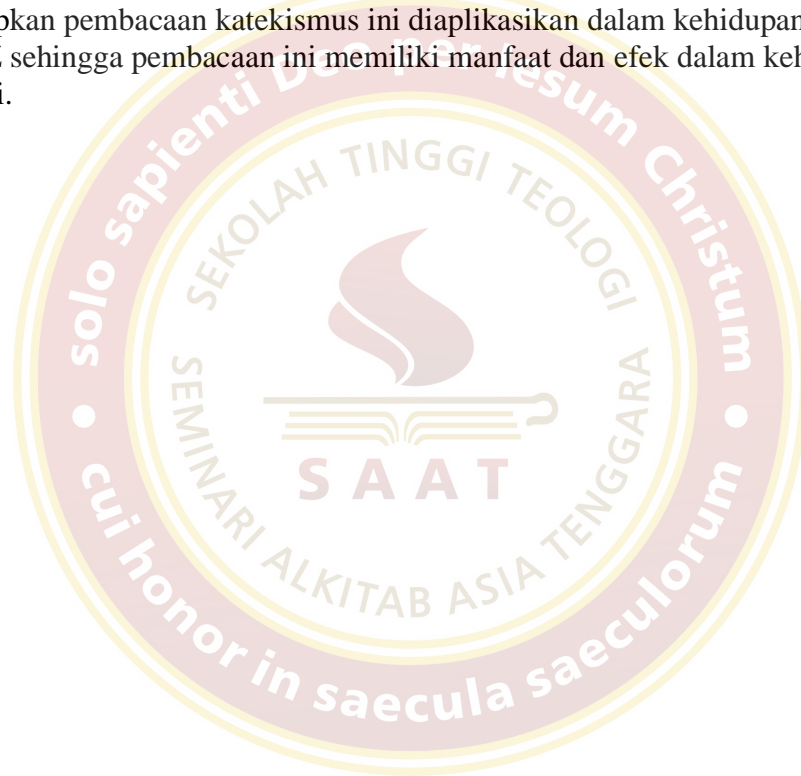 pkan pembacaan katekismus ini diaplikasikan dalam kehidupan
sehingga pembacaan ini memiliki manfaat dan efek dalam keh
i.
solo sapienti Deo per Iesum Christum
SEKOLAH TINGGI TEOLOGI
SAAT
SEMINARI ALKITAB ASIA TENGGARA
cui honor in saecula saeculorum